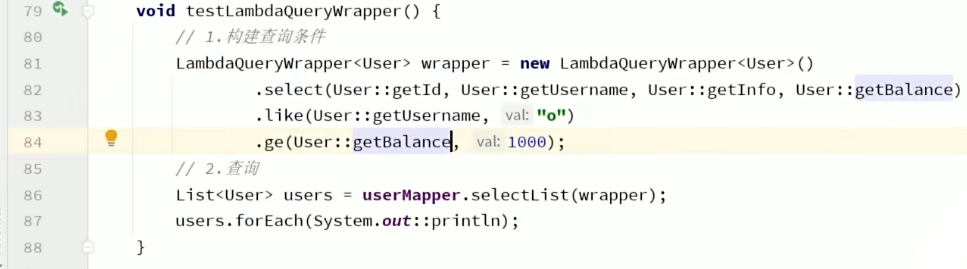 79 void testLambdaQueryWrapper() {
80 // 1.构建查询条件
81 LambdaQueryWrapper<User> wrapper = new LambdaQueryWrapper<User>()
82 .select(User::getId, User::getUsername, User::getInfo, User::getBalance)
83 .like(User::getUsername, val: "o")
84 .ge(User::getBalance, val: 1000);
85 // 2.查询
86 List<User> users = userMapper.selectList(wrapper);
87 users.forEach(System.out::println);
88 }